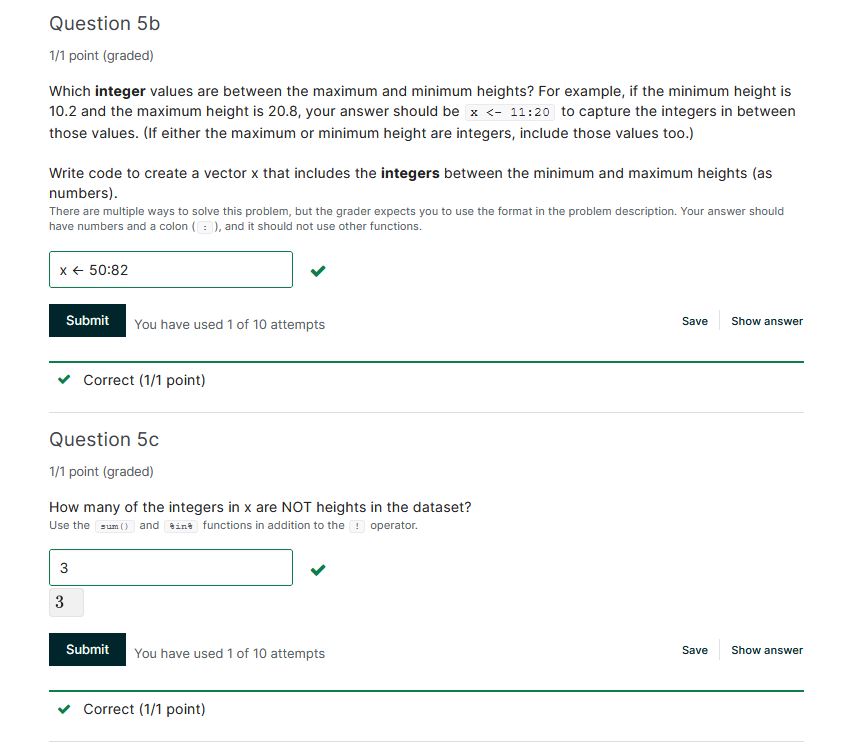 Question 5b
1/1 point (graded)
Which integer values are between the maximum and minimum heights? For example, if the minimum height is
10.2 and the maximum height is 20.8, your answer should be x <- 11:20 to capture the integers in between
those values. (If either the maximum or minimum height are integers, include those values too.)
Write code to create a vector x that includes the integers between the minimum and maximum heights (as
numbers).
There are multiple ways to solve this problem, but the grader expects you to use the format in the problem description. Your answer should
have numbers and a colon ( : ), and it should not use other functions.
x <- 50:82
Submit You have used 1 of 10 attempts Save Show answer
Correct (1/1 point)
Question 5c
1/1 point (graded)
How many of the integers in x are NOT heights in the dataset?
Use the sum() and %in% functions in addition to the ! operator.
3
3
Submit You have used 1 of 10 attempts Save Show answer
Correct (1/1 point)